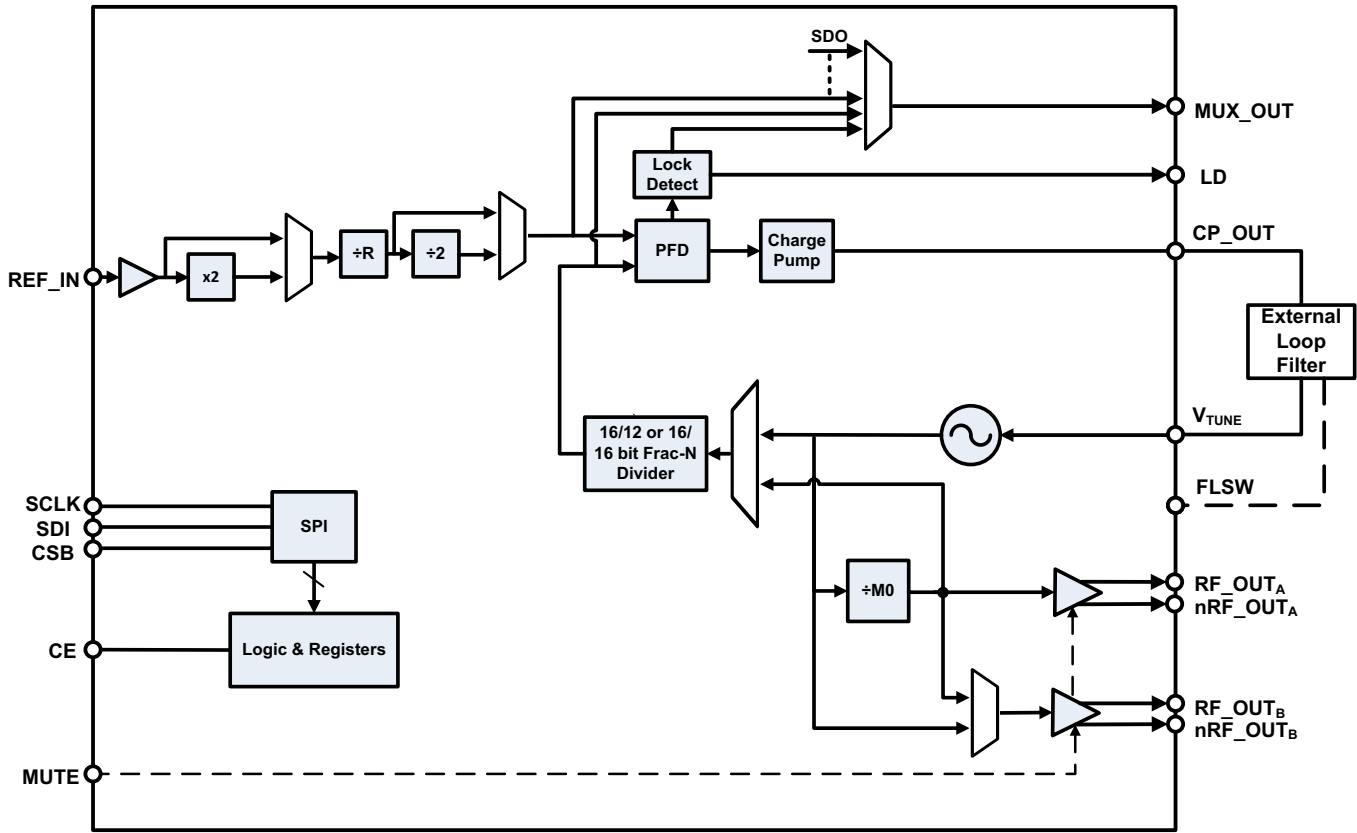 SDO
MUX_OUT
Lock
Detect
LD
CP_OUT
REF_IN
x2
÷R
÷2
PFD
Charge
Pump
External
Loop
Filter
VTUNE
16/12 or 16/
16 bit Frac-N
Divider
FLSW
SCLK
SDI
CSB
SPI
÷M0
RF_OUTA
nRF_OUTA
CE
Logic & Registers
RF_OUTB
nRF_OUTB
MUTE